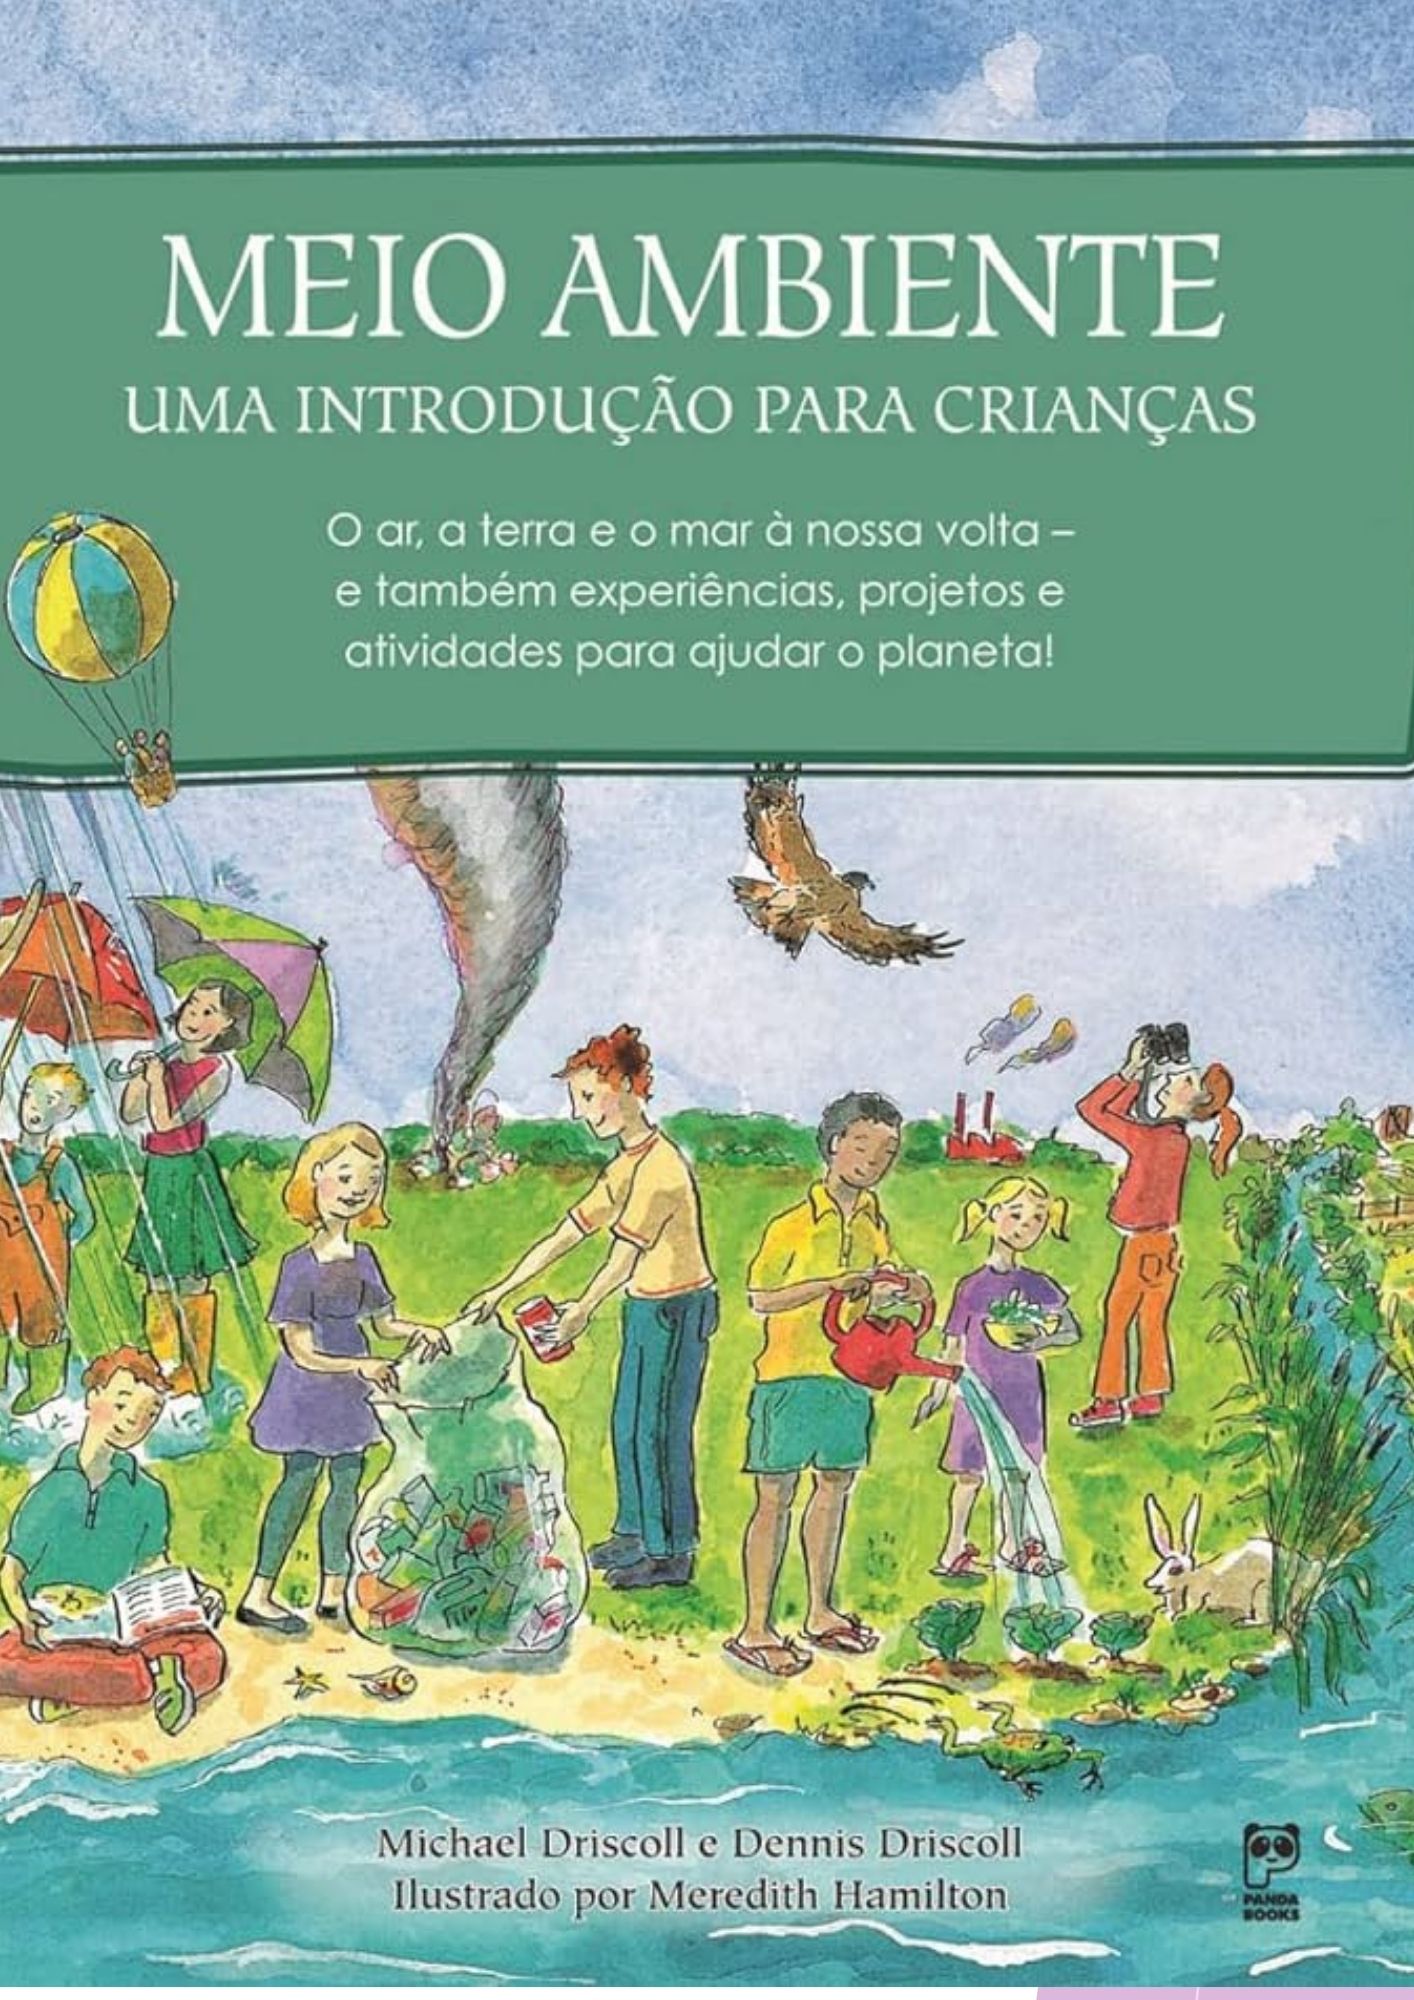 MEIO AMBIENTE
UMA INTRODUÇÃO PARA CRIANÇAS
O ar, a terra e o mar à nossa volta –
e também experiências, projetos e
atividades para ajudar o planeta!
Michael Driscoll e Dennis Driscoll
Ilustrado por Meredith Hamilton
PANDA
BOOKS